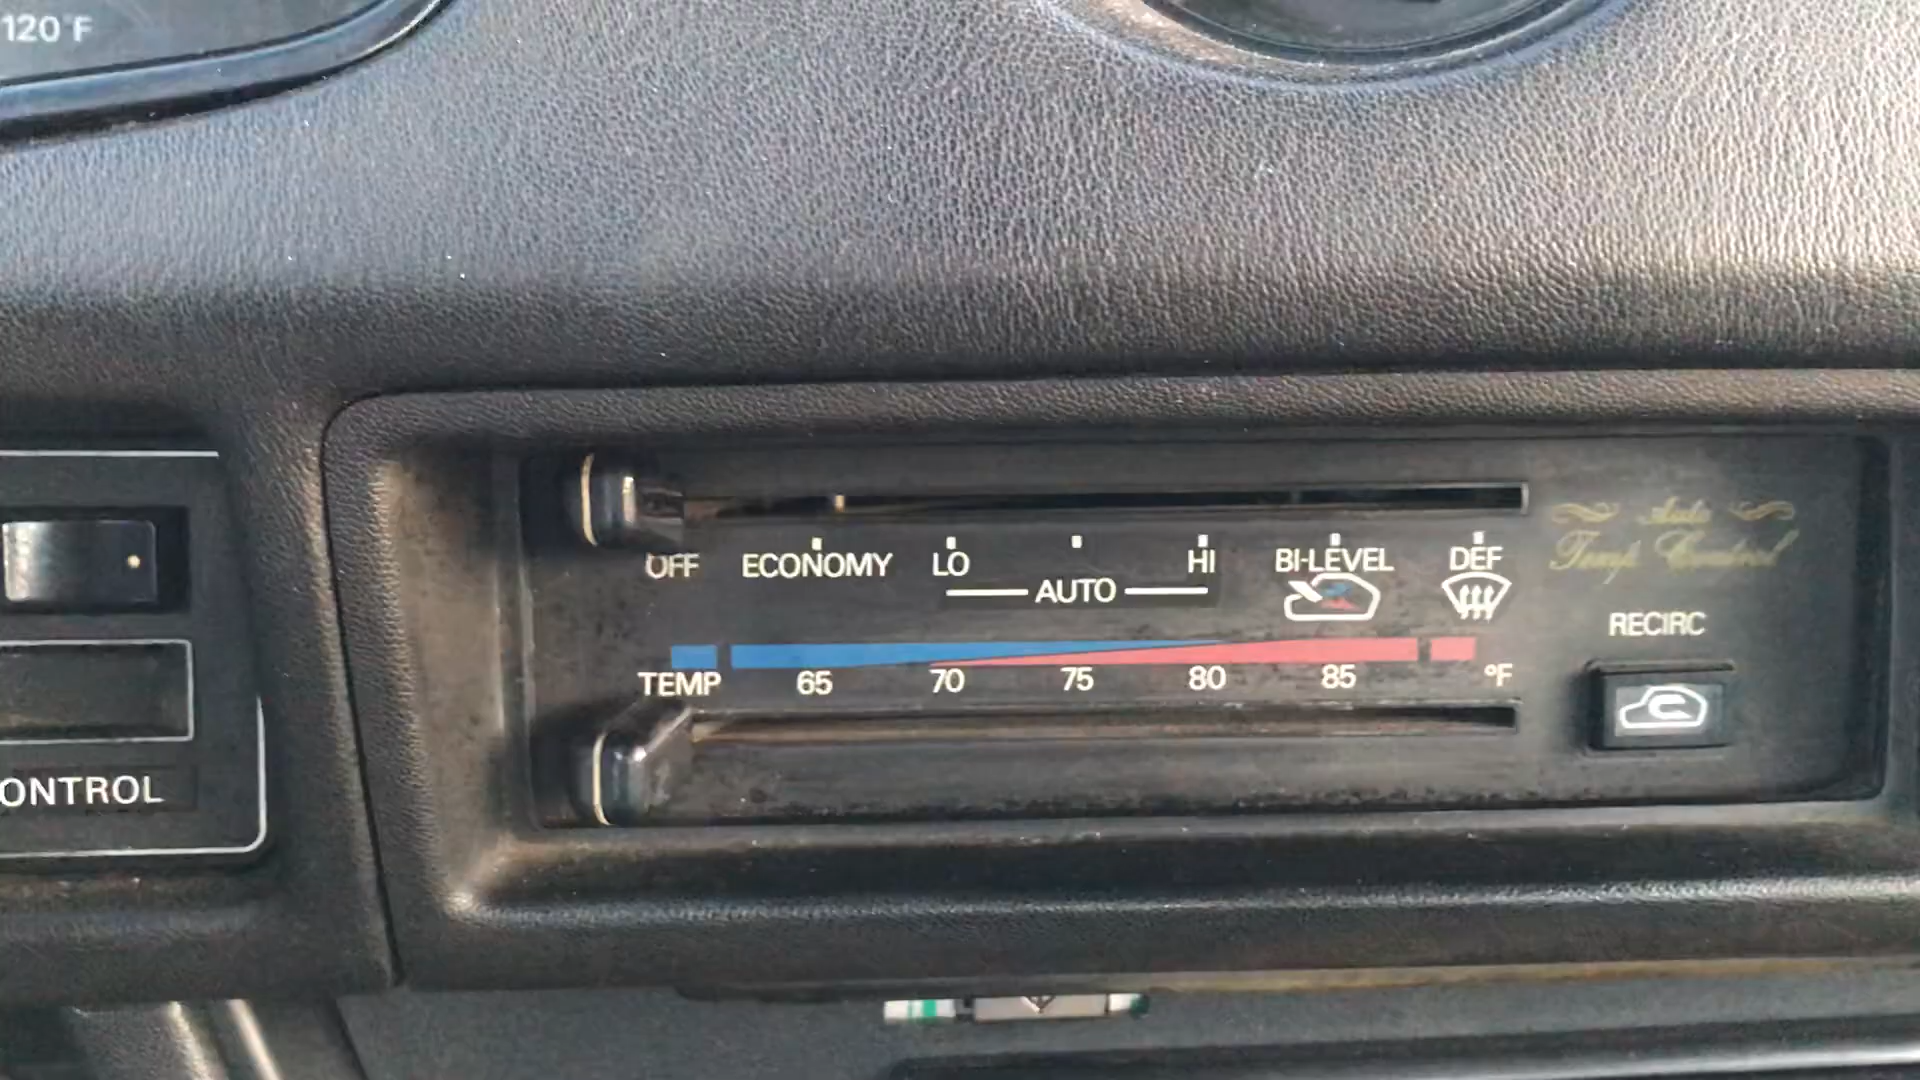 120°F
OFF ECONOMY LO HI BI-LEVEL DEF
AUTO
Auto
Temp. Control
RECIRC
TEMP 65 70 75 80 85 °F
ONTROL